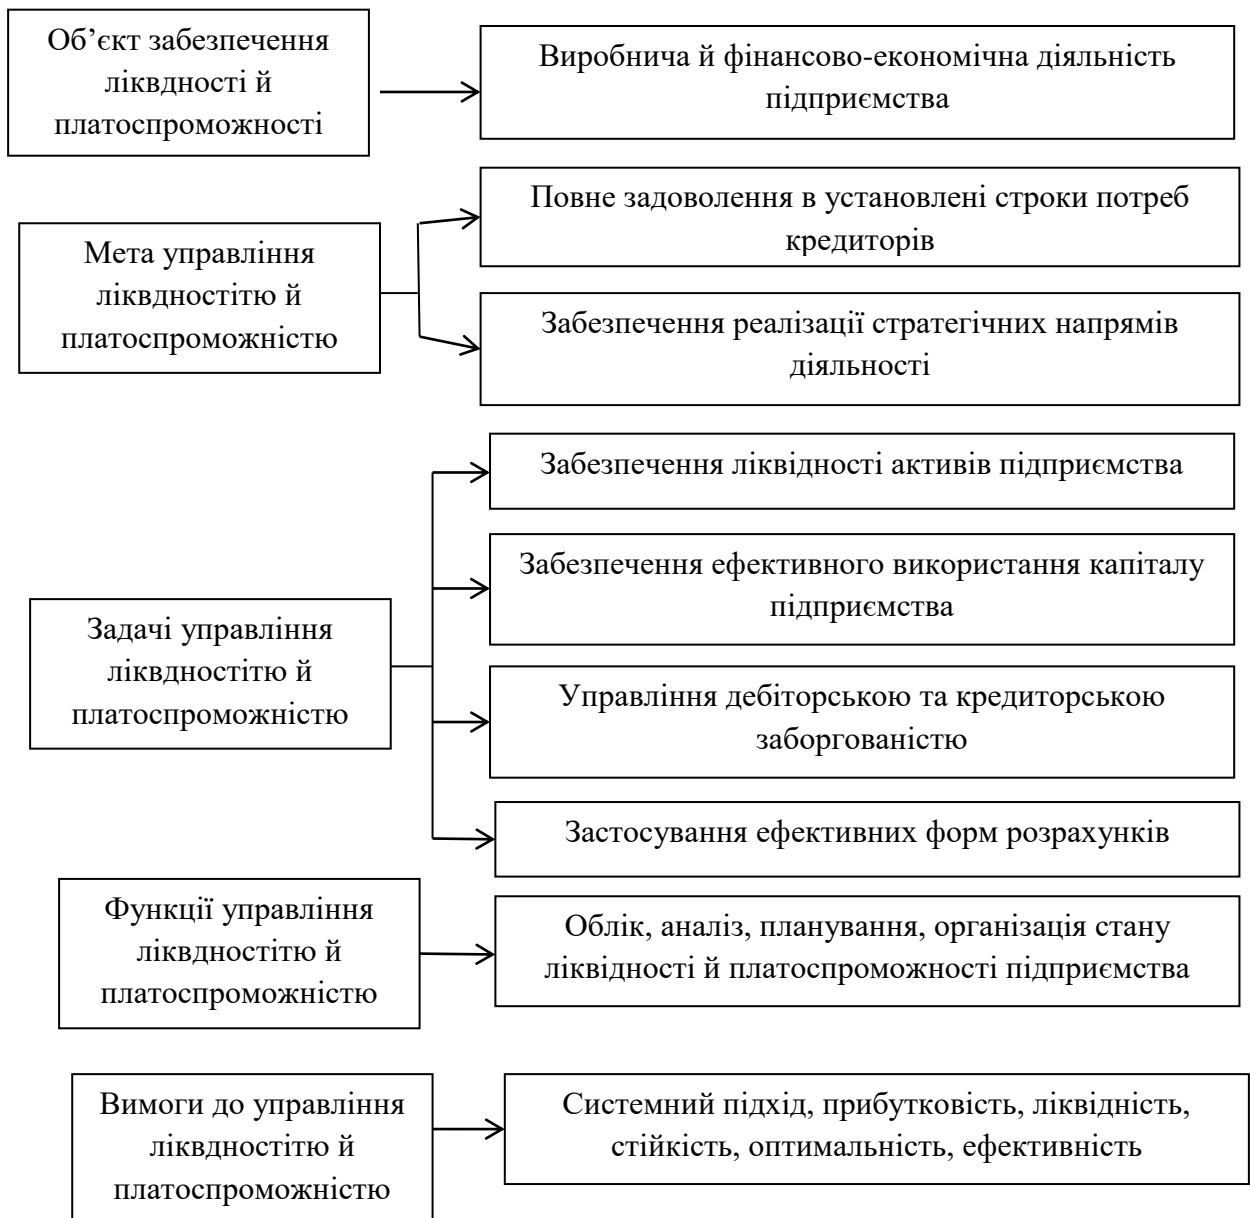 Об’єкт забезпечення
ліквдності й
платоспроможності
Виробнича й фінансово-економічна діяльність
підприємства
Мета управління
ліквдностітю й
платоспроможністю
Повне задоволення в установлені строки потреб
кредиторів
Забезпечення реалізації стратегічних напрямів
діяльності
Задачі управління
ліквдностітю й
платоспроможністю
Забезпечення ліквідності активів підприємства
Забезпечення ефективного використання капіталу
підприємства
Управління дебіторською та кредиторською
заборгованістю
Застосування ефективних форм розрахунків
Функції управління
ліквдностітю й
платоспроможністю
Облік, аналіз, планування, організація стану
ліквідності й платоспроможності підприємства
Вимоги до управління
ліквдностітю й
платоспроможністю
Системний підхід, прибутковість, ліквідність,
стійкість, оптимальність, ефективність